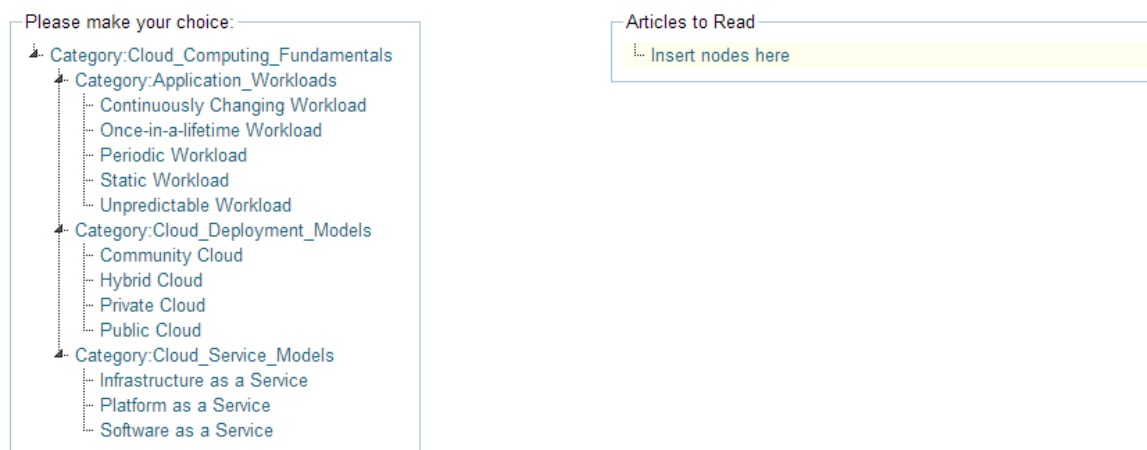 Please make your choice:
Category:Cloud_Computing_Fundamentals
Category:Application_Workloads
Continuously Changing Workload
Once-in-a-lifetime Workload
Periodic Workload
Static Workload
Unpredictable Workload
Category:Cloud_Deployment_Models
Community Cloud
Hybrid Cloud
Private Cloud
Public Cloud
Category:Cloud_Service_Models
Infrastructure as a Service
Platform as a Service
Software as a Service
Articles to Read
Insert nodes here